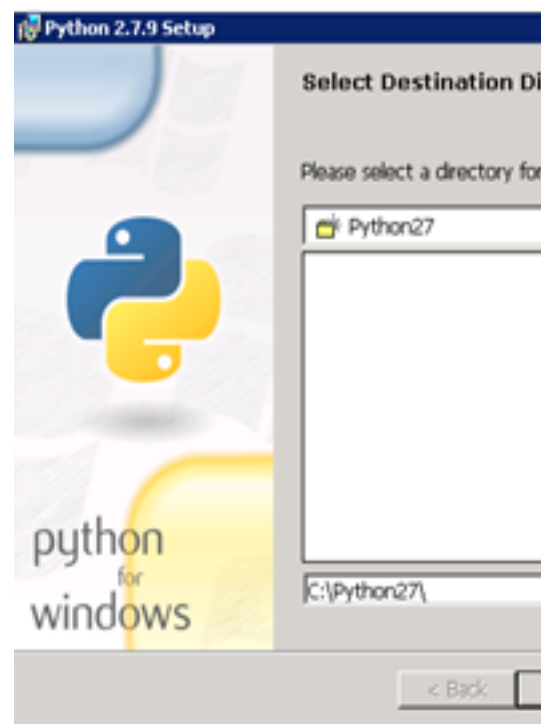 Python 2.7.9 Setup
Select Destination Di
Please select a directory for
Python27
C:\Python27\
python
for
windows
< Back